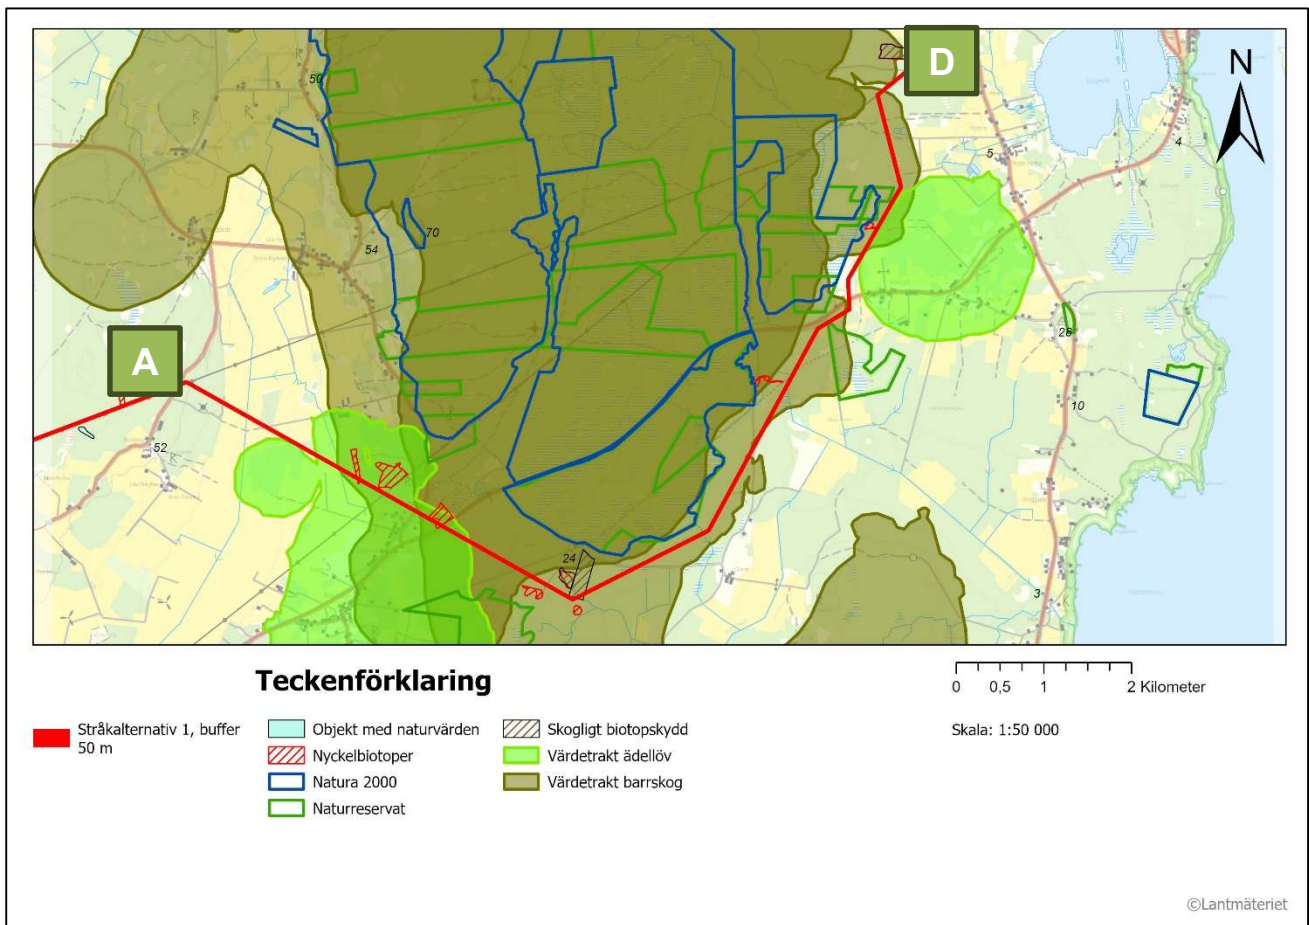 D
N
50
5
4
70
54
A
28
10
52
24
3
Teckenförklaring
Stråkalternativ 1, buffer
50 m
Objekt med naturvärden
Nyckelbiotoper
Natura 2000
Naturreservat
Skogligt biotopskydd
Värdetrakt ädellöv
Värdetrakt barrskog
0 0,5 1 2 Kilometer
Skala: 1:50 000
©Lantmäteriet